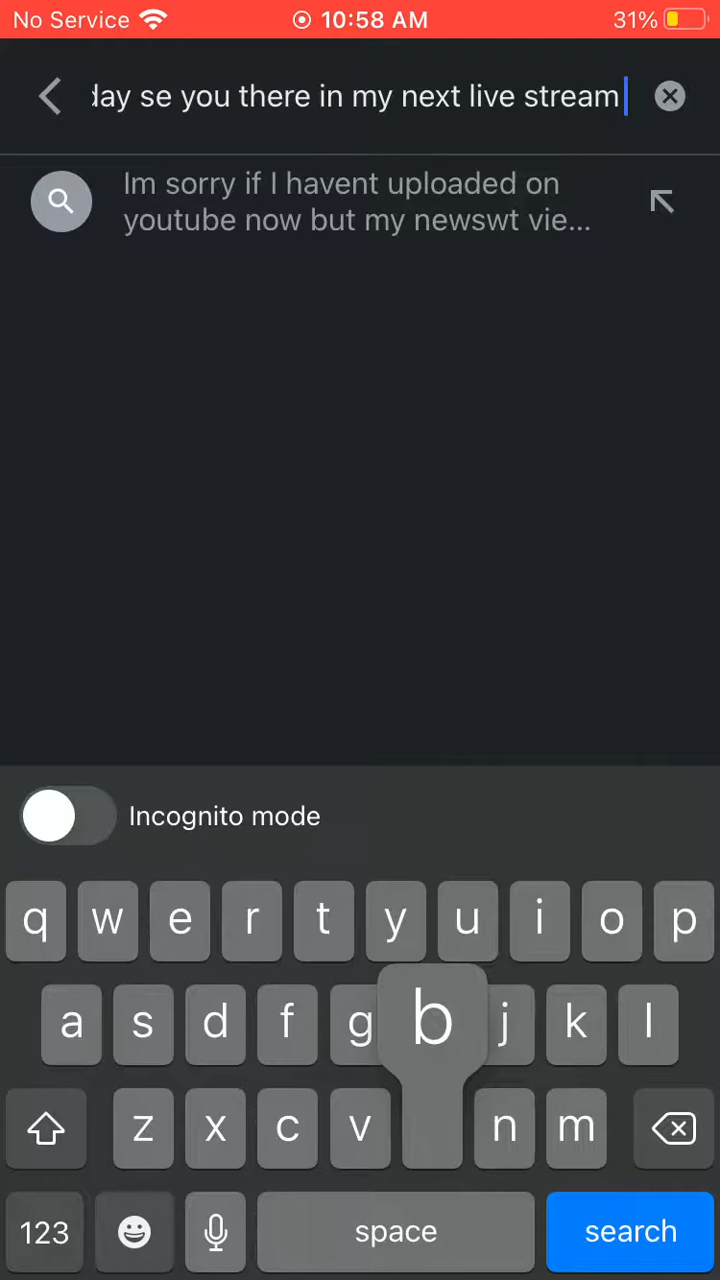 No Service 10:58 AM 31%
day se you there in my next live stream
Im sorry if I havent uploaded on
youtube now but my newswt vie...
Incognito mode
q w e r t y u i o p
a s d f g b j k l
z x c v n m
123 space search